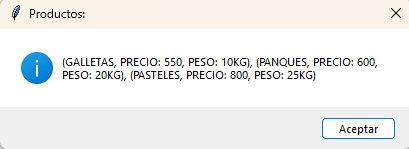 Productos:
(GALLETAS, PRECIO: 550, PESO: 10KG), (PANQUES, PRECIO: 600,
PESO: 20KG), (PASTELES, PRECIO: 800, PESO: 25KG)
Aceptar